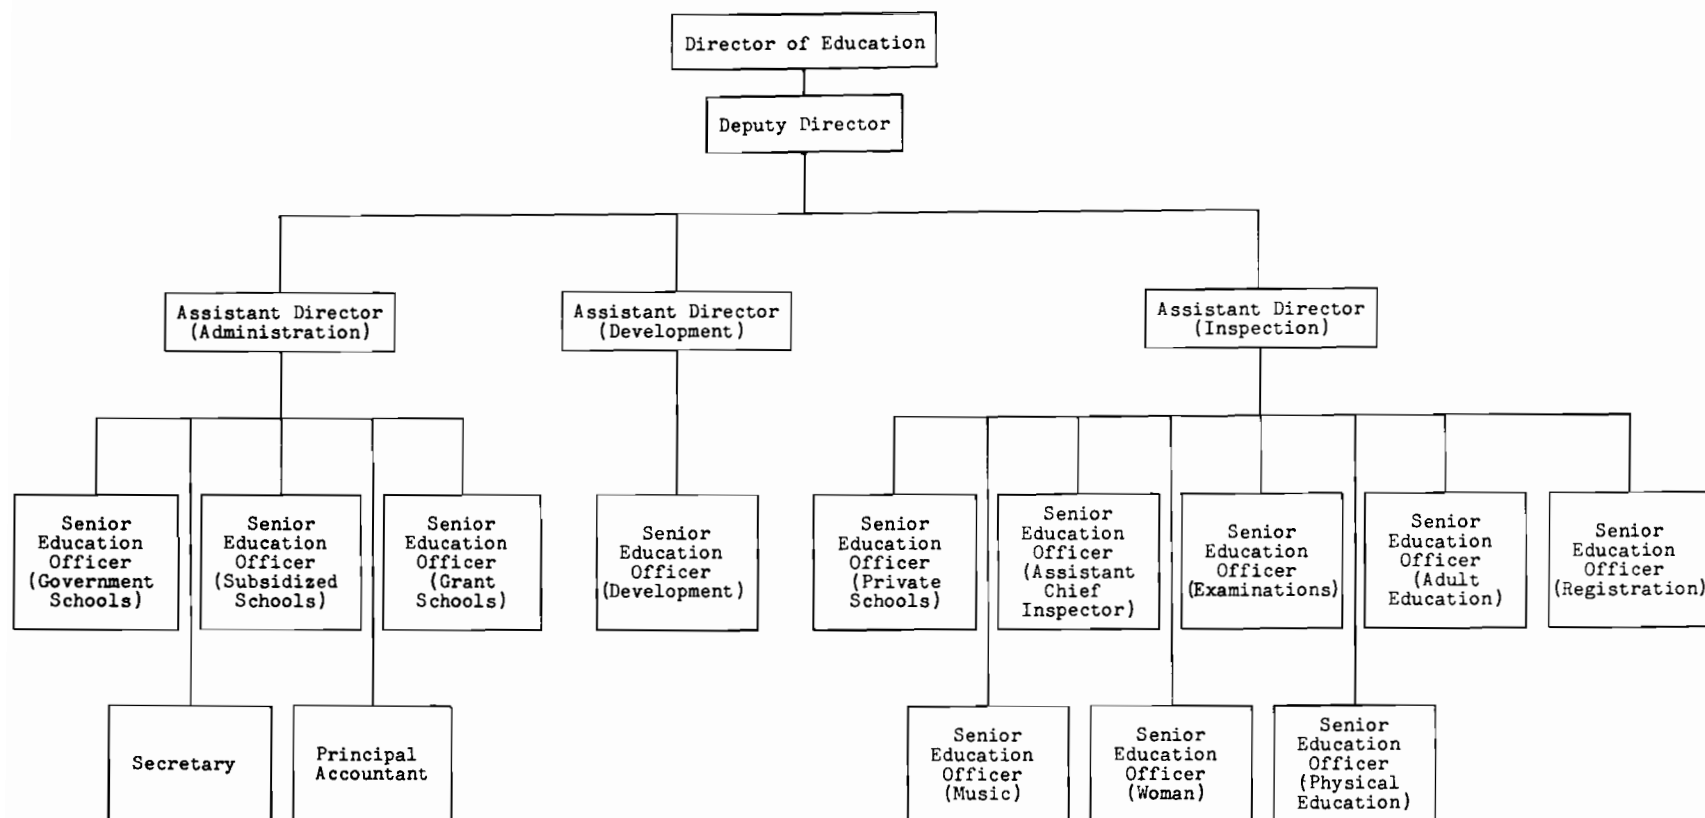 Director of Education
Deputy Director
Assistant Director
(Administration)
Assistant Director
(Development)
Assistant Director
(Inspection)
Senior
Education
Officer
(Government
Schools)
Senior
Education
Officer
(Subsidized
Schools)
Senior
Education
Officer
(Grant
Schools)
Senior
Education
Officer
(Development)
Senior
Education
Officer
(Private
Schools)
Senior
Education
Officer
(Assistant
Chief
Inspector)
Senior
Education
Officer
(Examinations)
Senior
Education
Officer
(Adult
Education)
Senior
Education
Officer
(Registration)
Secretary
Principal
Accountant
Senior
Education
Officer
(Music)
Senior
Education
Officer
(Woman)
Senior
Education
Officer
(Physical
Education)